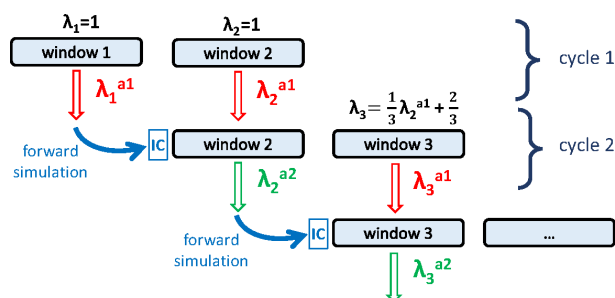 λ₁=1
λ₂=1
window 1
window 2
cycle 1
λ₁ᵃ¹
λ₂ᵃ¹
λ₃= 1/3 λ₂ᵃ¹ + 2/3
forward
simulation
IC
window 2
window 3
cycle 2
λ₂ᵃ²
λ₃ᵃ¹
forward
simulation
IC
window 3
...
λ₃ᵃ²